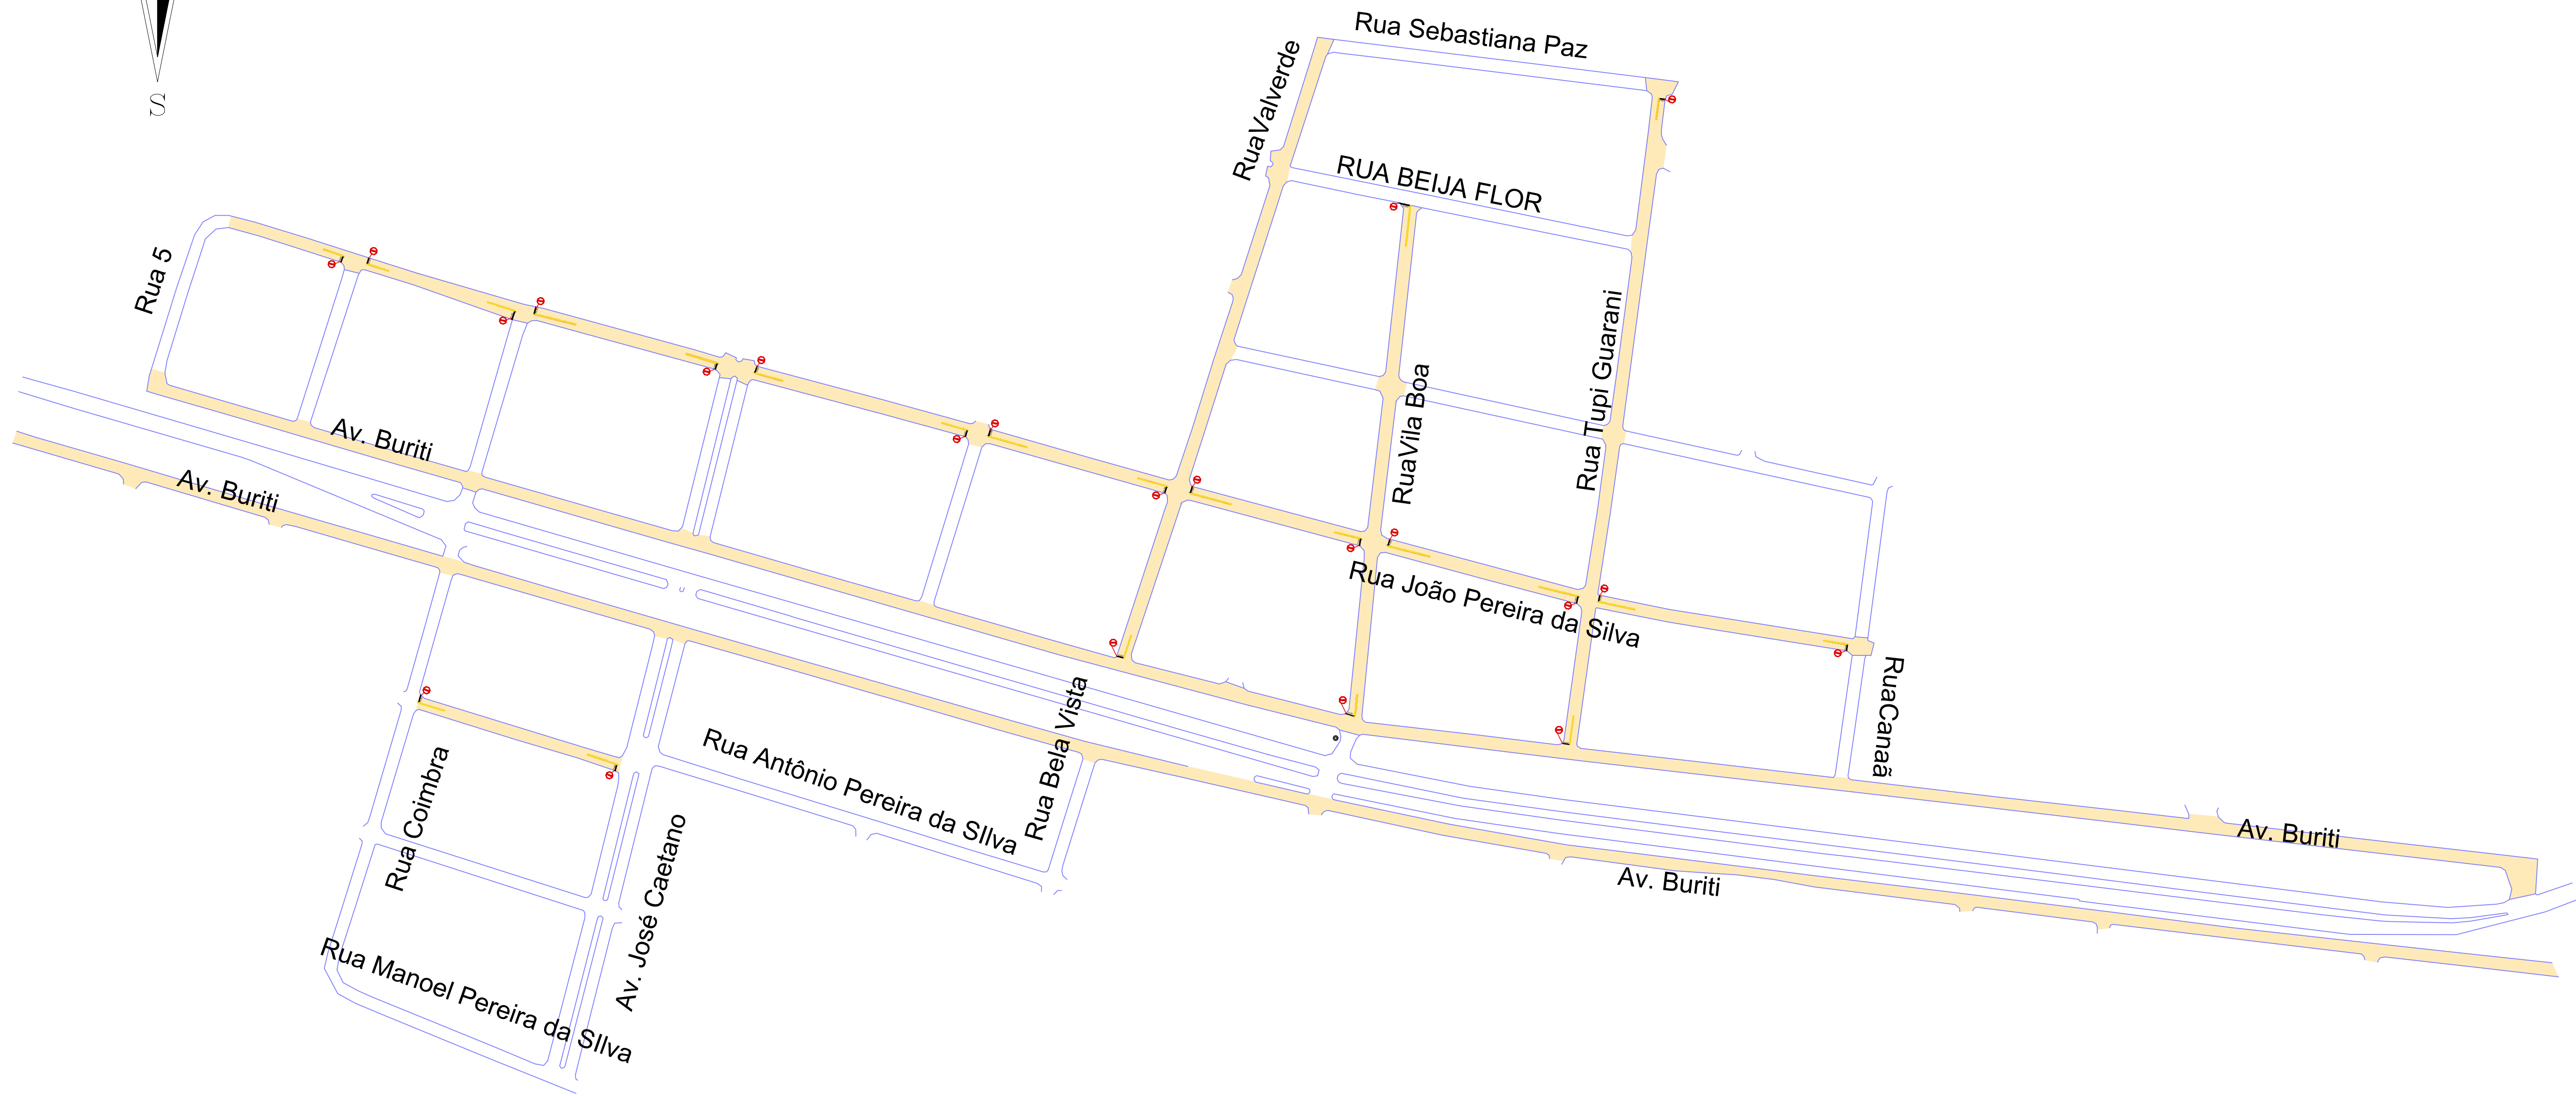 Rua Sebastiana Paz
RuaValverde
S
RUA BEIJA FLOR
Rua 5
Rua Tupi Guarani
RuaVila Boa
Av. Buriti
Av. Buriti
Rua João Pereira da Silva
RuaCanaã
Rua Bela Vista
Rua Antônio Pereira da SIlva
Rua Coimbra
Av. José Caetano
Av. Buriti
Av. Buriti
Rua Manoel Pereira da SIlva